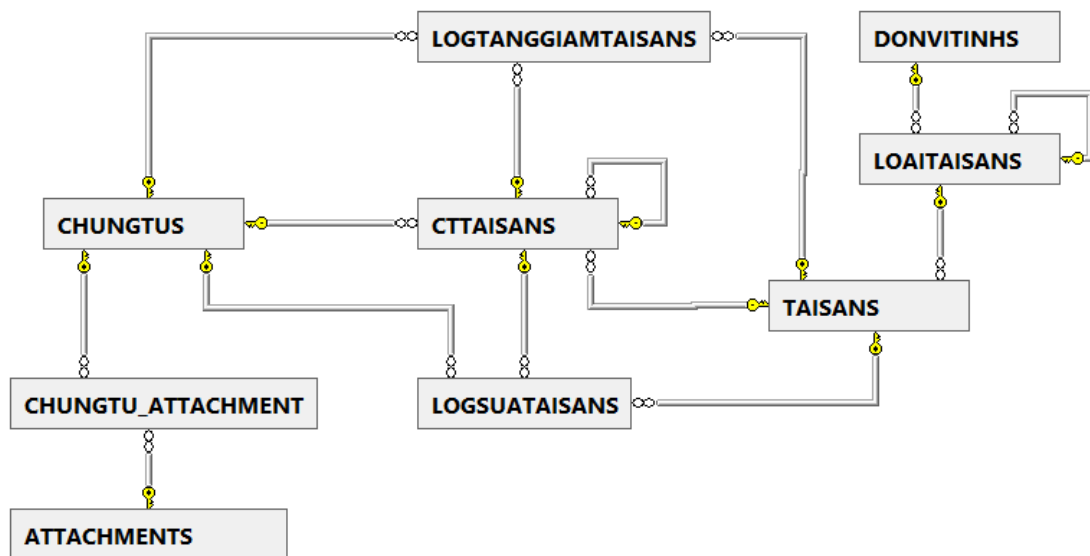 LOGTANGGIAMTAISANS
DONVITINHS
LOAITAISANS
CHUNGTUS
CTTAISANS
TAISANS
CHUNGTU_ATTACHMENT
LOGSUATAISANS
ATTACHMENTS